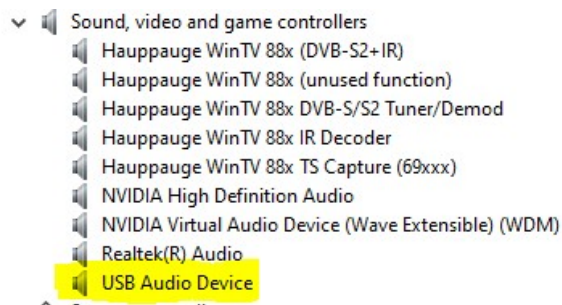 Sound, video and game controllers
Hauppauge WinTV 88x (DVB-S2+IR)
Hauppauge WinTV 88x (unused function)
Hauppauge WinTV 88x DVB-S/S2 Tuner/Demod
Hauppauge WinTV 88x IR Decoder
Hauppauge WinTV 88x TS Capture (69xxx)
NVIDIA High Definition Audio
NVIDIA Virtual Audio Device (Wave Extensible) (WDM)
Realtek(R) Audio
USB Audio Device